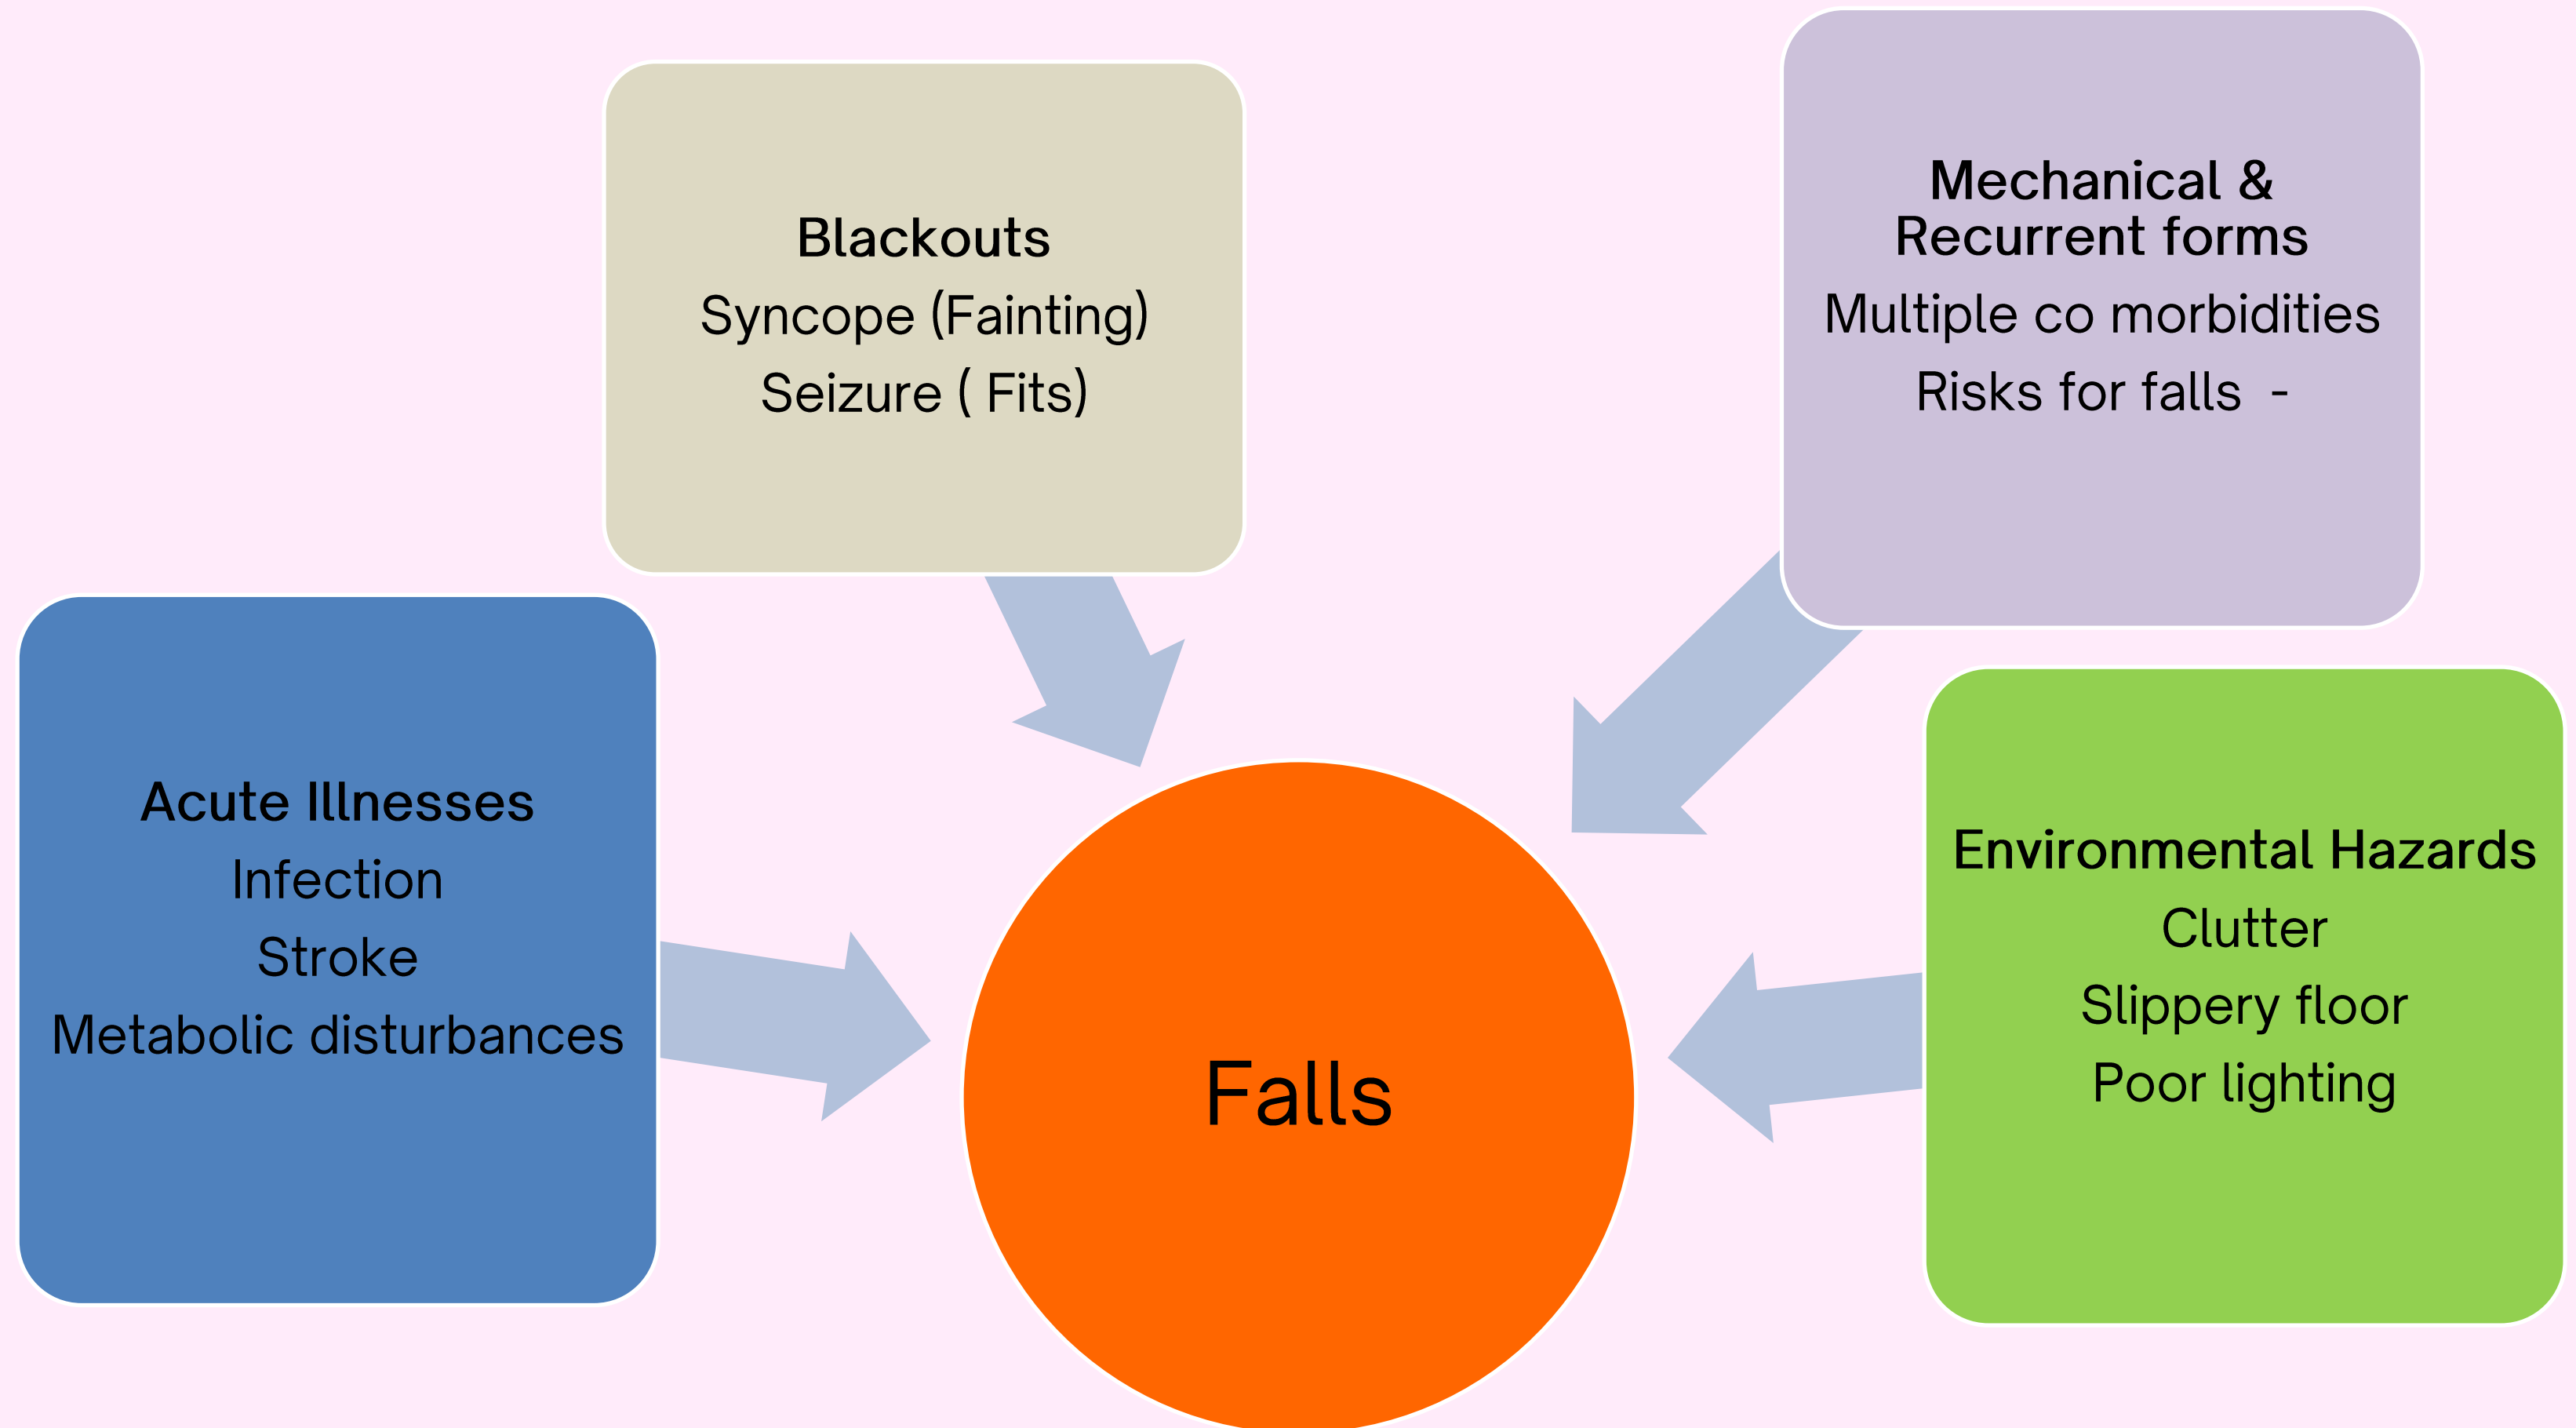 Blackouts
Syncope (Fainting)
Seizure ( Fits)
Mechanical &
Recurrent forms
Multiple co morbidities
Risks for falls  -
Acute Illnesses
Infection
Stroke
Metabolic disturbances
Environmental Hazards
Clutter
Slippery floor
Poor lighting
Falls